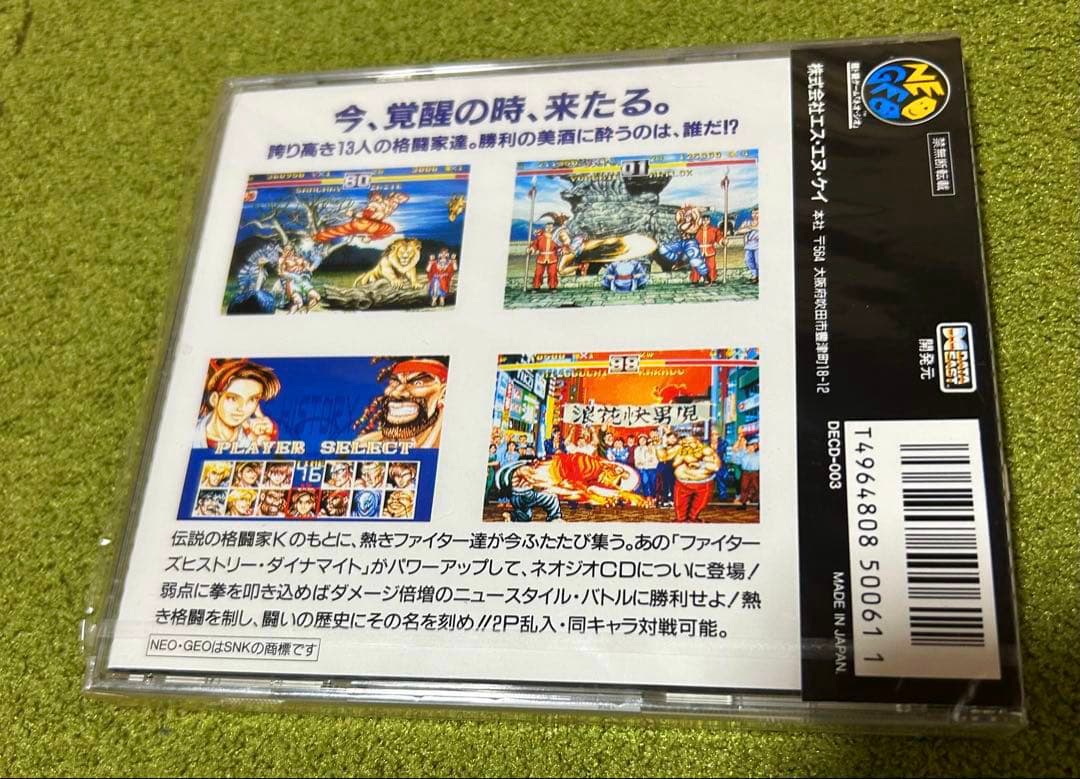 今、覚醒の時、来たる。
誇り高き13人の格闘家達。勝利の美酒に酔うのは、誰だ!?
80
01
98
浪花快男児
PLAYER SELECT
46
伝説の格闘家Kのもとに、熱きファイター達が今ふたたび集う。あの「ファイター
ズヒストリー・ダイナマイト」がパワーアップして、ネオジオCDについに登場!
弱点に拳を叩き込めばダメージ倍増のニュースタイル・バトルに勝利せよ!熱
き格闘を制し、闘いの歴史にその名を刻め!!2P乱入・同キャラ対戦可能。
NEO・GEOはSNKの商標です
NEO
GEO
株式会社エス・エヌ・ケイ 本社 〒564 大阪府吹田市豊津町18-12
禁無断転載
DATA
EAST
開発元
DECD-003
T4964808 50061 1
MADE IN JAPAN.